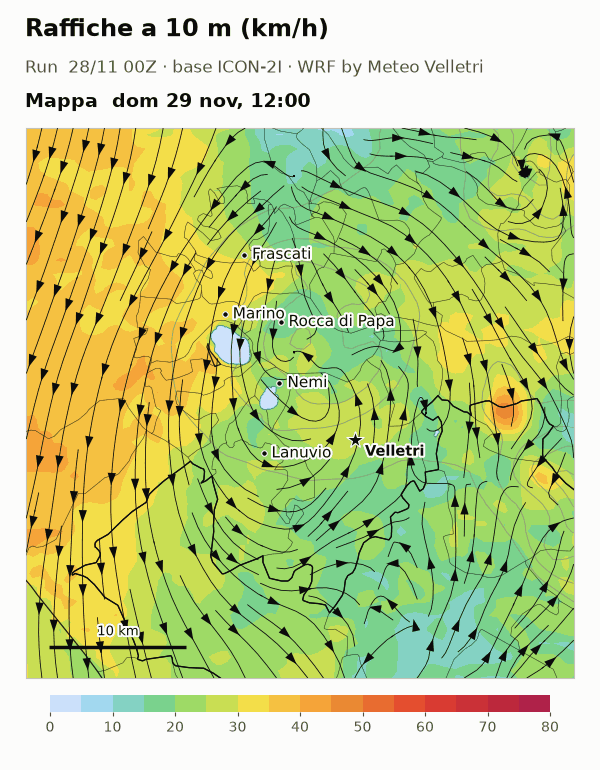 Raffiche a 10 m (km/h)
Run  28/11 00Z · base ICON-2I · WRF by Meteo Velletri
Mappa  dom 29 nov, 12:00
Frascati
Marino
Rocca di Papa
Nemi
Velletri
Lanuvio
10 km
0 10 20 30 40 50 60 70 80